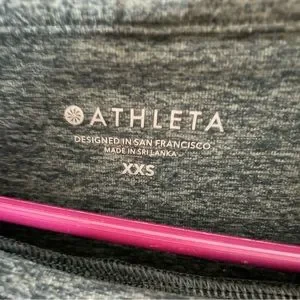 ATHLETA
DESIGNED IN SAN FRANCISCO
MADE IN SRI LANKA
XXS